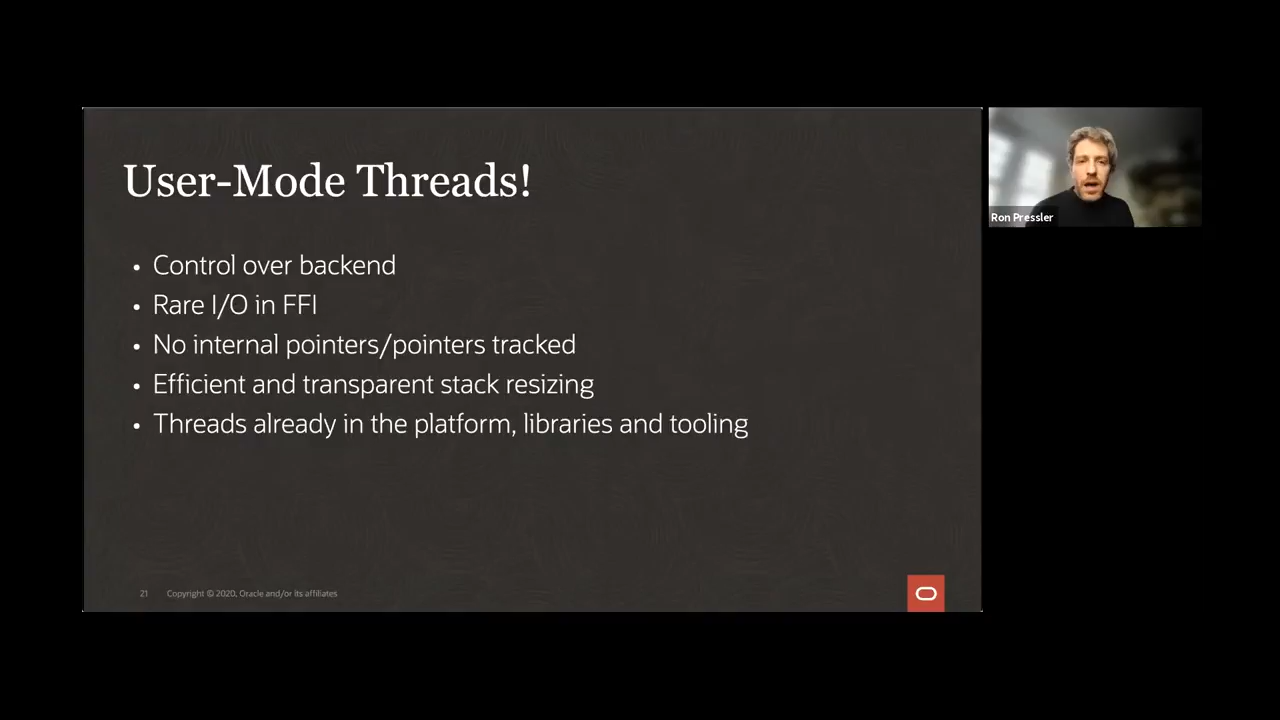 User-Mode Threads!
• Control over backend
• Rare I/O in FFI
• No internal pointers/pointers tracked
• Efficient and transparent stack resizing
• Threads already in the platform, libraries and tooling
21 Copyright © 2020, Oracle and/or its affiliates
Ron Pressler